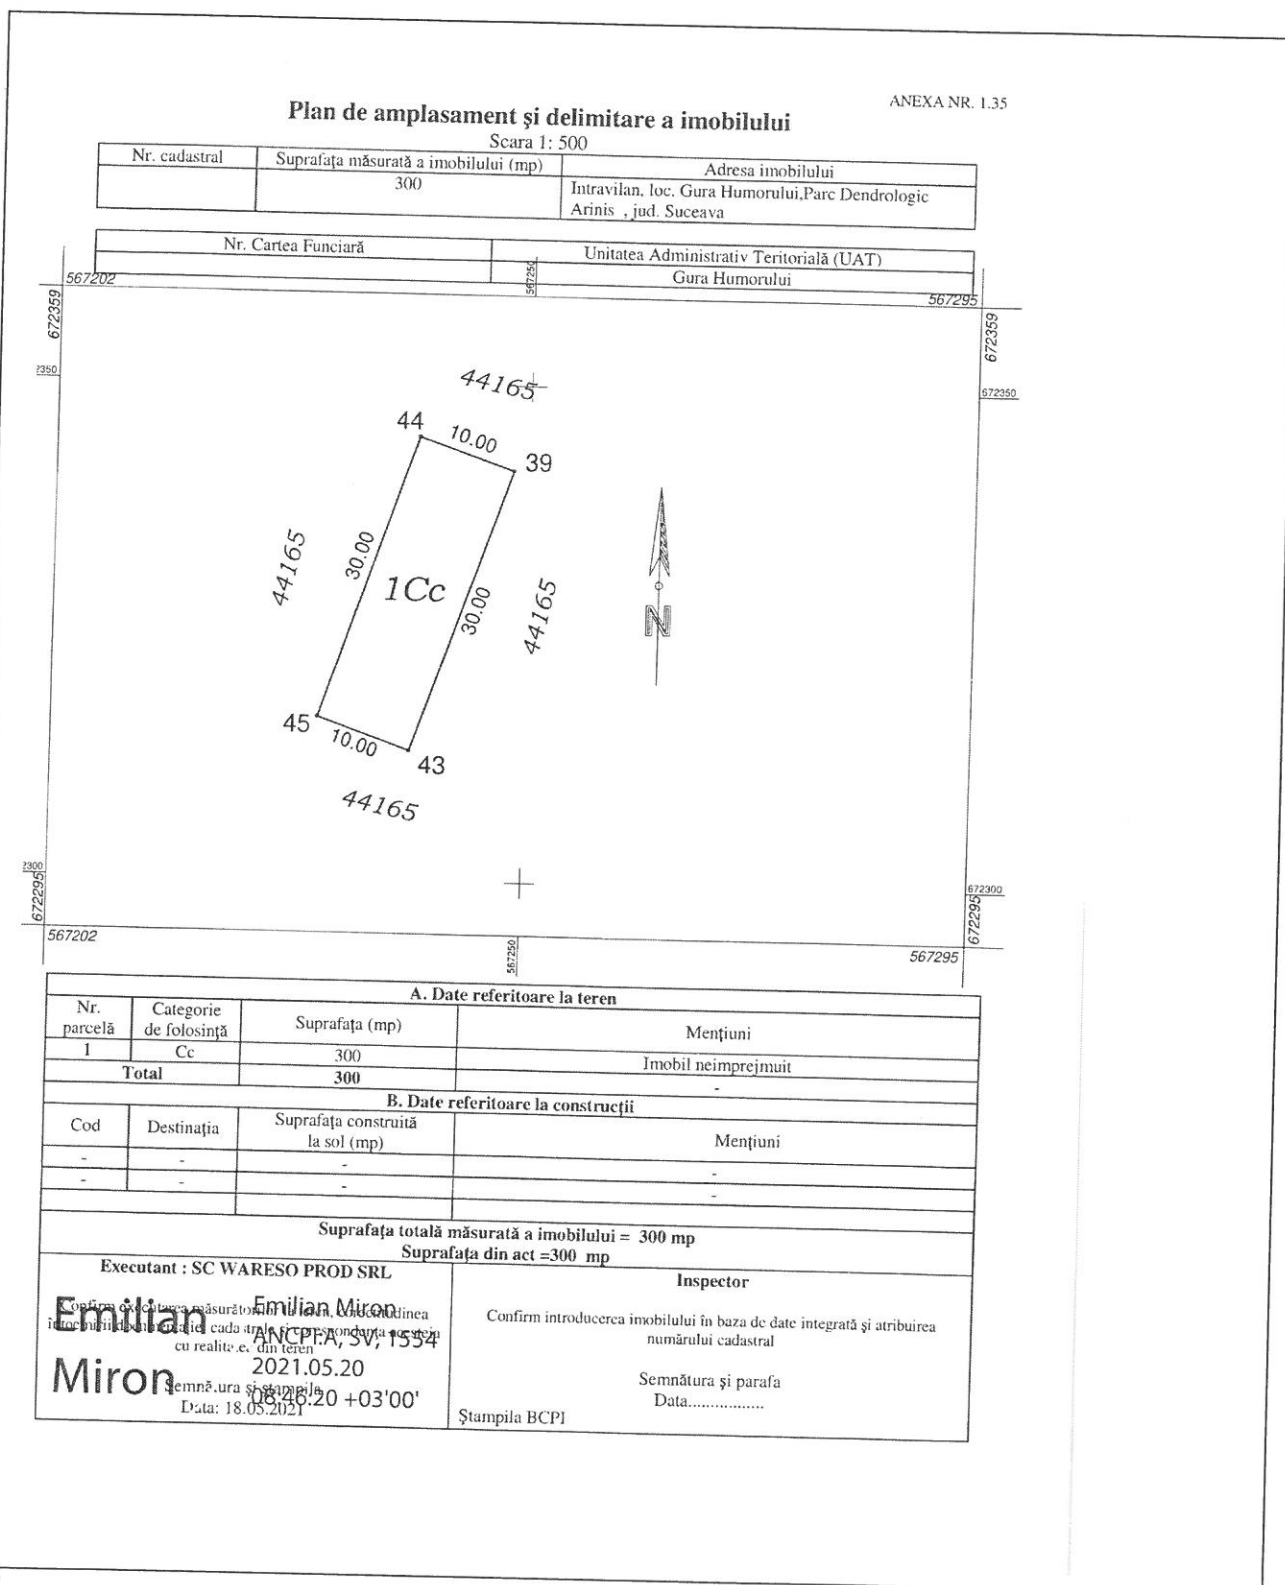 ANEXA NR. 1.35
Plan de amplasament şi delimitare a imobilului
Scara 1: 500
Nr. cadastral Suprafaţa măsurată a imobilului (mp) Adresa imobilului
300 Intravilan, loc. Gura Humorului,Parc Dendrologic
Arinis , jud. Suceava
Nr. Cartea Funciară Unitatea Administrativ Teritorială (UAT)
Gura Humorului
567202 567250 567295
672359 672359
2350 672350
44165
44 10.00 39
44165 30.00 1Cc 30.00 44165
N
45 10.00 43
44165
2300 672300
672295 672295
567202 567250 567295
A. Date referitoare la teren
Nr. parcelă Categorie de folosinţă Suprafaţa (mp) Menţiuni
1 Cc 300 Imobil neimprejmuit
Total 300 -
B. Date referitoare la construcţii
Cod Destinaţia Suprafaţa construită la sol (mp) Menţiuni
- - - -
- - - -
Suprafaţa totală măsurată a imobilului = 300 mp
Suprafaţa din act =300 mp
Executant : SC WARESO PROD SRL Inspector
Emilian Miron
Emilian Miron
ANCPI:A, SV, 1554
2021.05.20
08:46:20 +03'00'
cu realitatea din teren
Semnătura şi ştampila
Data: 18.05.2021
Confirm introducerea imobilului în baza de date integrată şi atribuirea
numărului cadastral
Semnătura şi parafa
Data.................
Ştampila BCPI